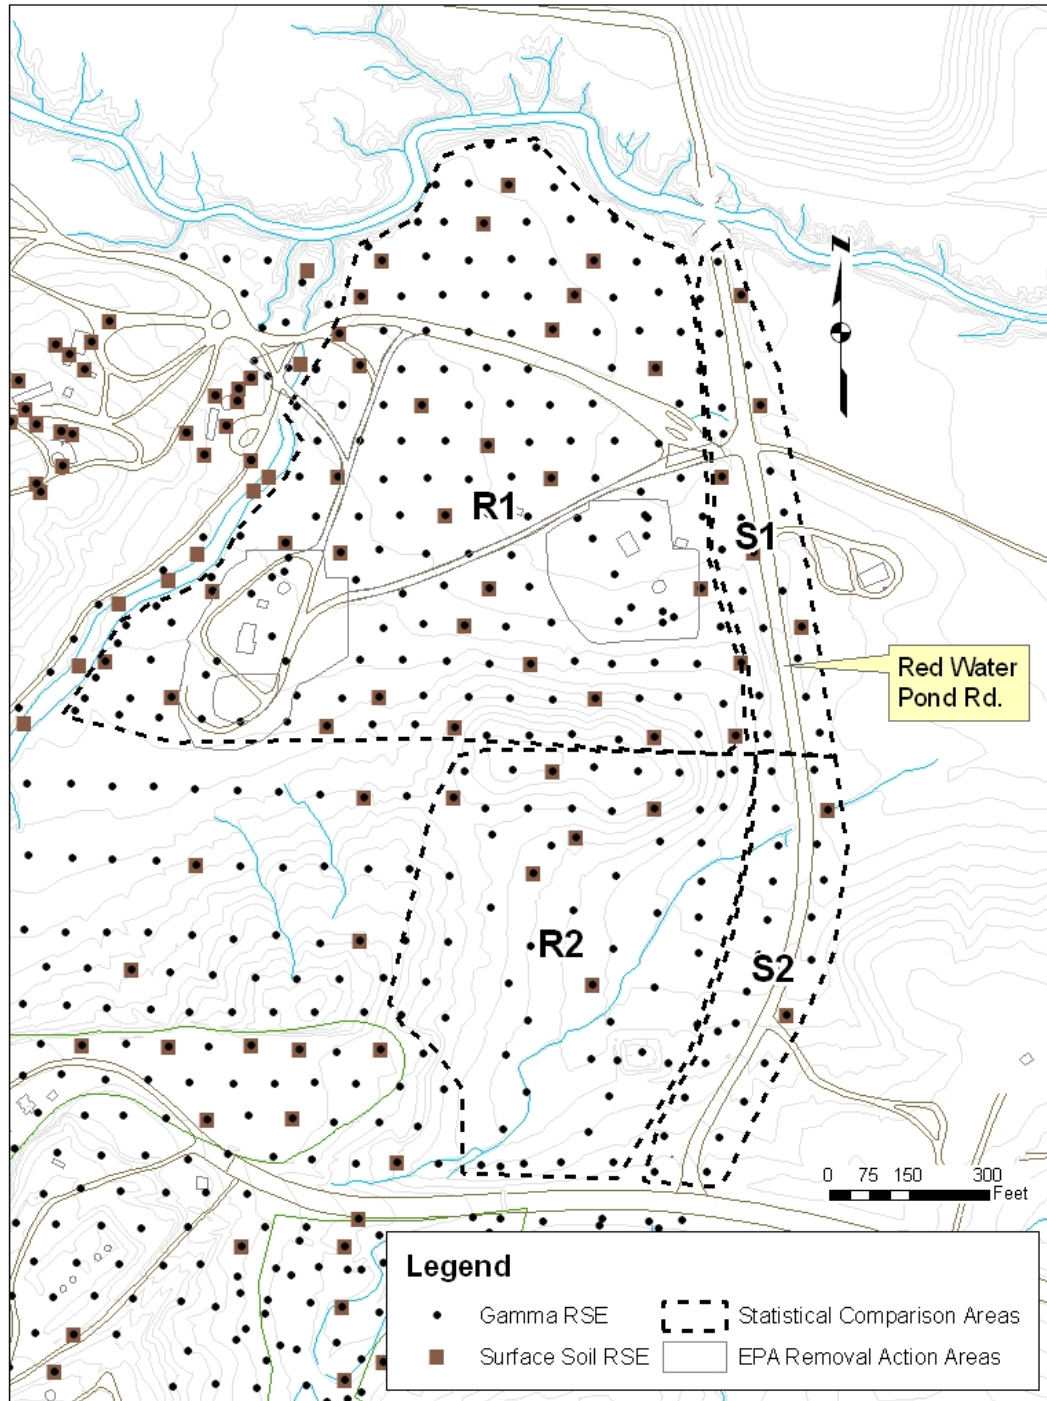 N
R1
S1
Red Water
Pond Rd.
R2
S2
0 75 150 300
Feet
Legend
Gamma RSE
Statistical Comparison Areas
Surface Soil RSE
EPA Removal Action Areas